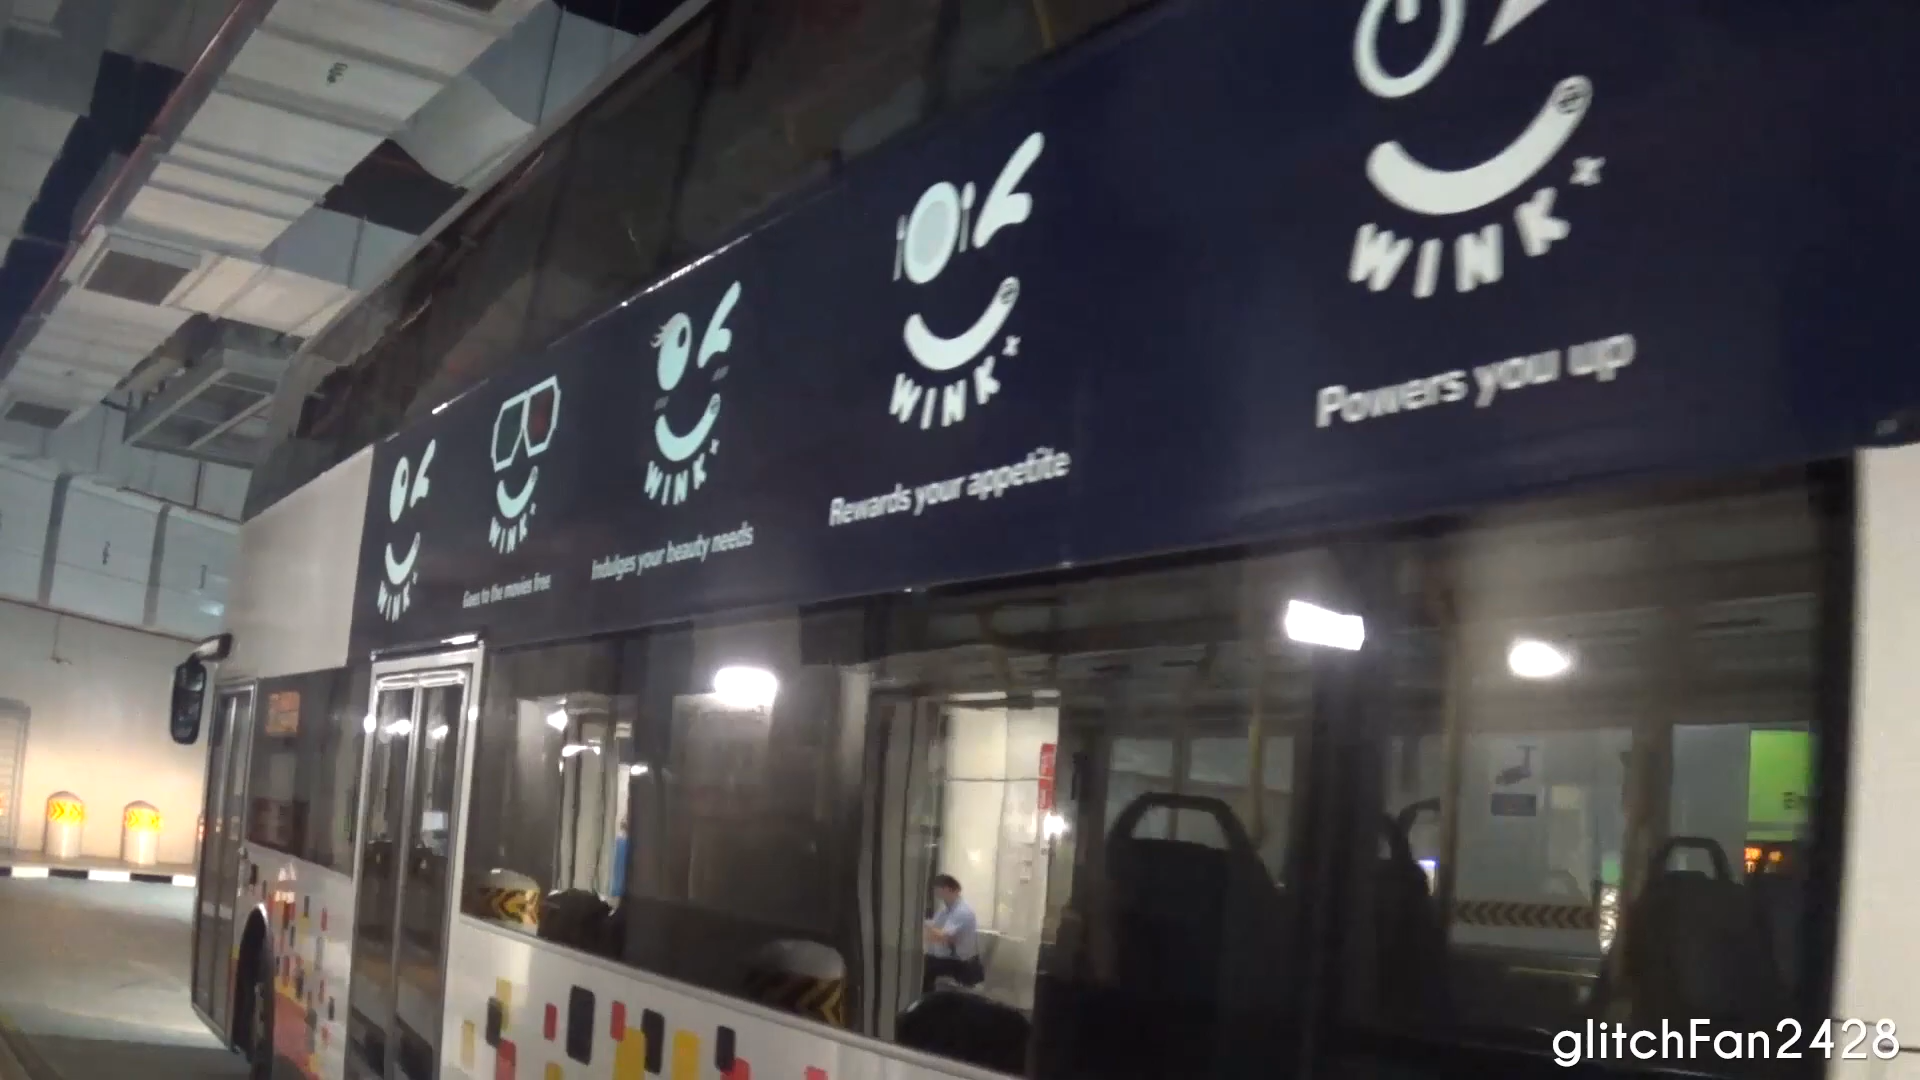 WINK
WINK
Goes to the movies free
WINK
Indulges your beauty needs
WINK
Rewards your appetite
WINK
Powers you up
glitchFan2428